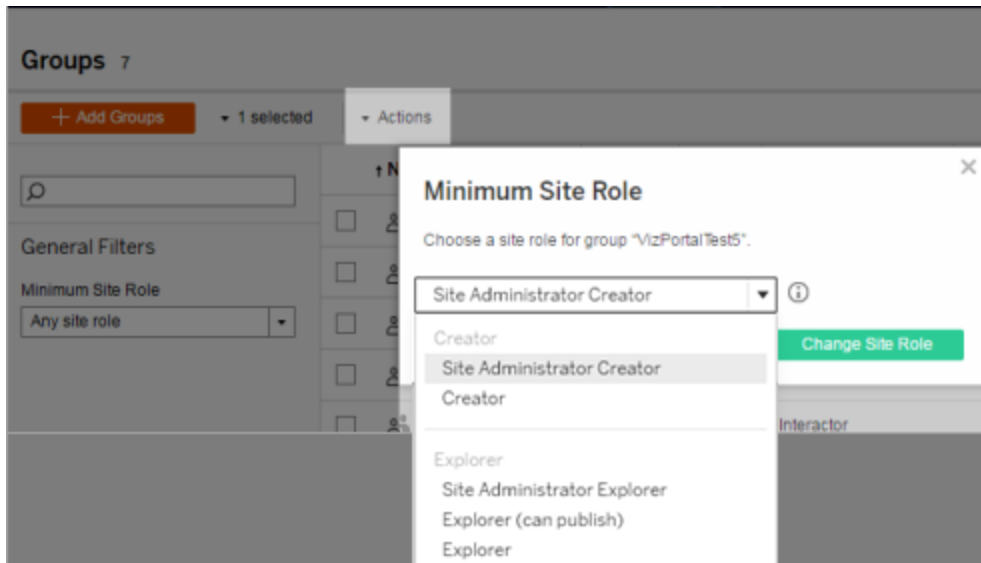 Groups 7
+ Add Groups
1 selected
Actions
↑ N
General Filters
Minimum Site Role
Any site role
Minimum Site Role
Choose a site role for group "VizPortalTest5".
Site Administrator Creator
Change Site Role
Creator
Site Administrator Creator
Creator
Interactor
Explorer
Site Administrator Explorer
Explorer (can publish)
Explorer